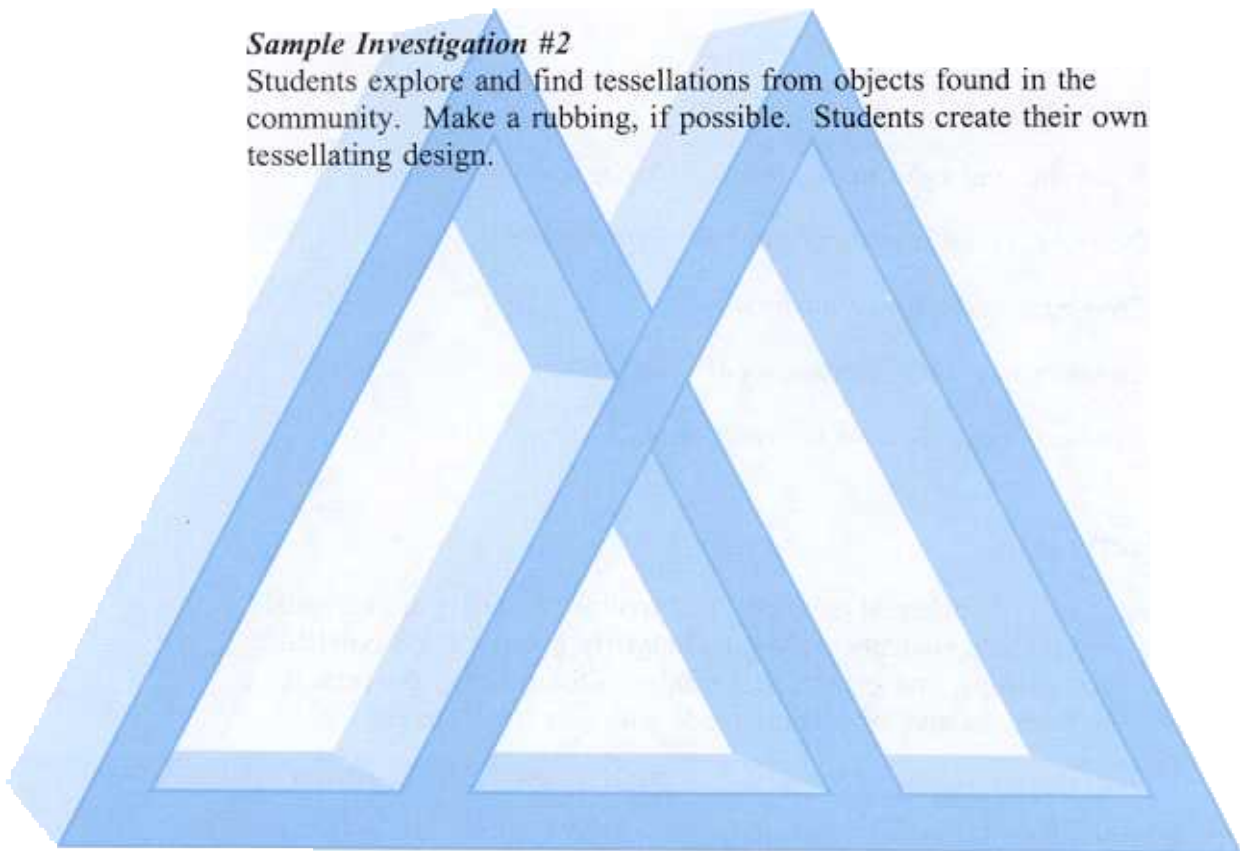 Sample Investigation #2
Students explore and find tessellations from objects found in the
community. Make a rubbing, if possible. Students create their own
tessellating design.